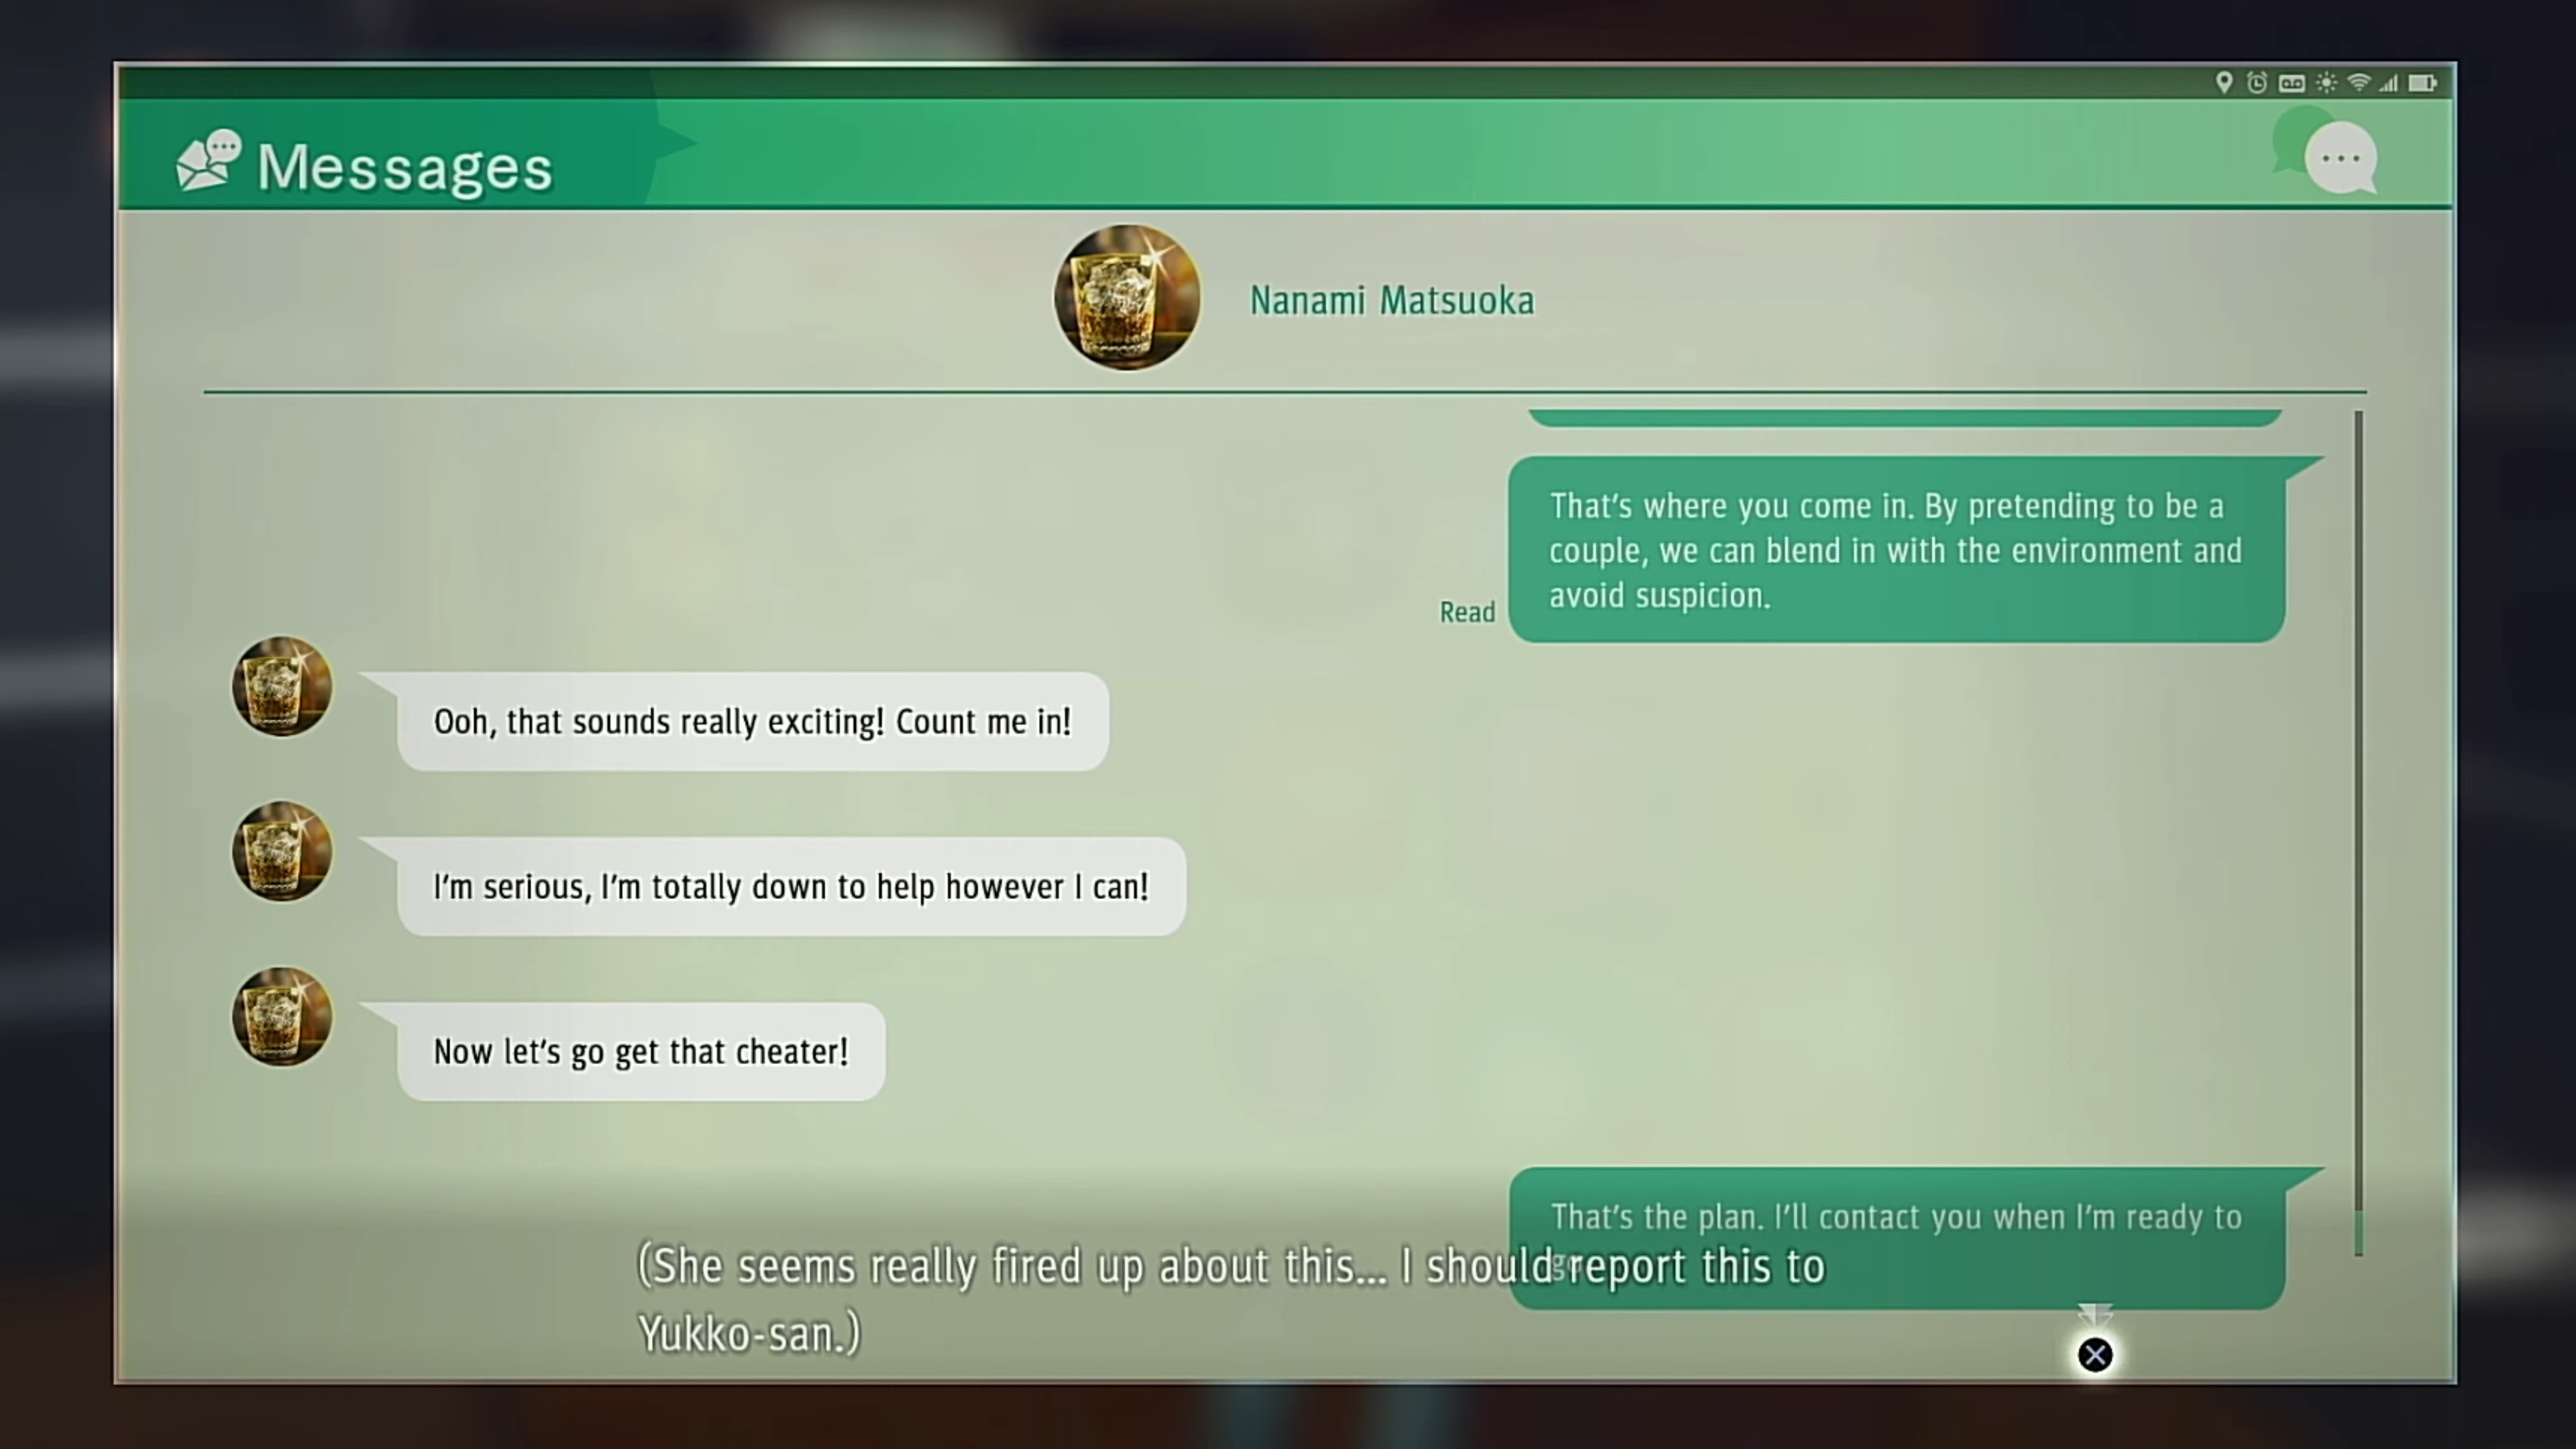 Messages
Nanami Matsuoka
That's where you come in. By pretending to be a
couple, we can blend in with the environment and
avoid suspicion.
Read
Ooh, that sounds really exciting! Count me in!
I'm serious, I'm totally down to help however I can!
Now let's go get that cheater!
That's the plan. I'll contact you when I'm ready to
go.
(She seems really fired up about this... I should report this to
Yukko-san.)